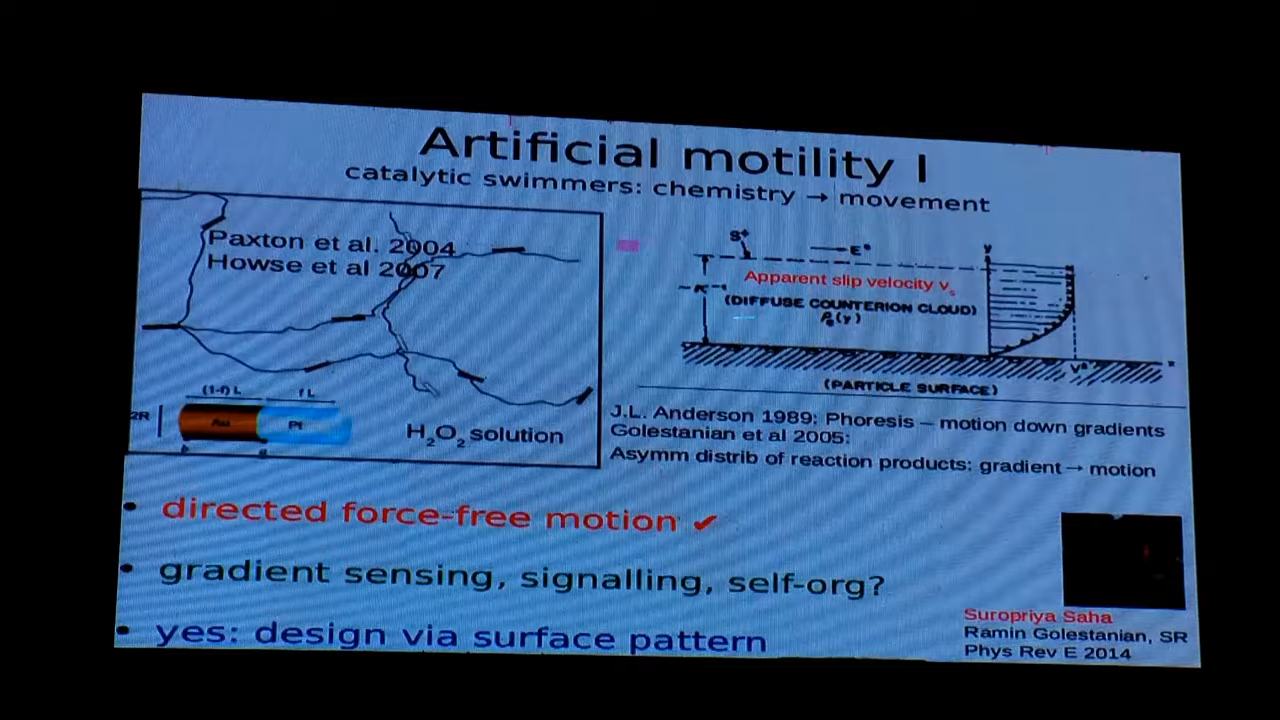 Artificial motility I
catalytic swimmers: chemistry → movement
Paxton et al. 2004
Howse et al 2007
(1-f) L
f L
2R
Au
Pt
H₂O₂ solution
S⁺
E°
y
Apparent slip velocity vₛ
κ⁻¹
(DIFFUSE COUNTERION CLOUD)
(y)
x
(PARTICLE SURFACE)
J.L. Anderson 1989: Phoresis – motion down gradients
Golestanian et al 2005:
Asymm distrib of reaction products: gradient → motion
• directed force-free motion ✔
• gradient sensing, signalling, self-org?
• yes: design via surface pattern
Suropriya Saha
Ramin Golestanian, SR
Phys Rev E 2014